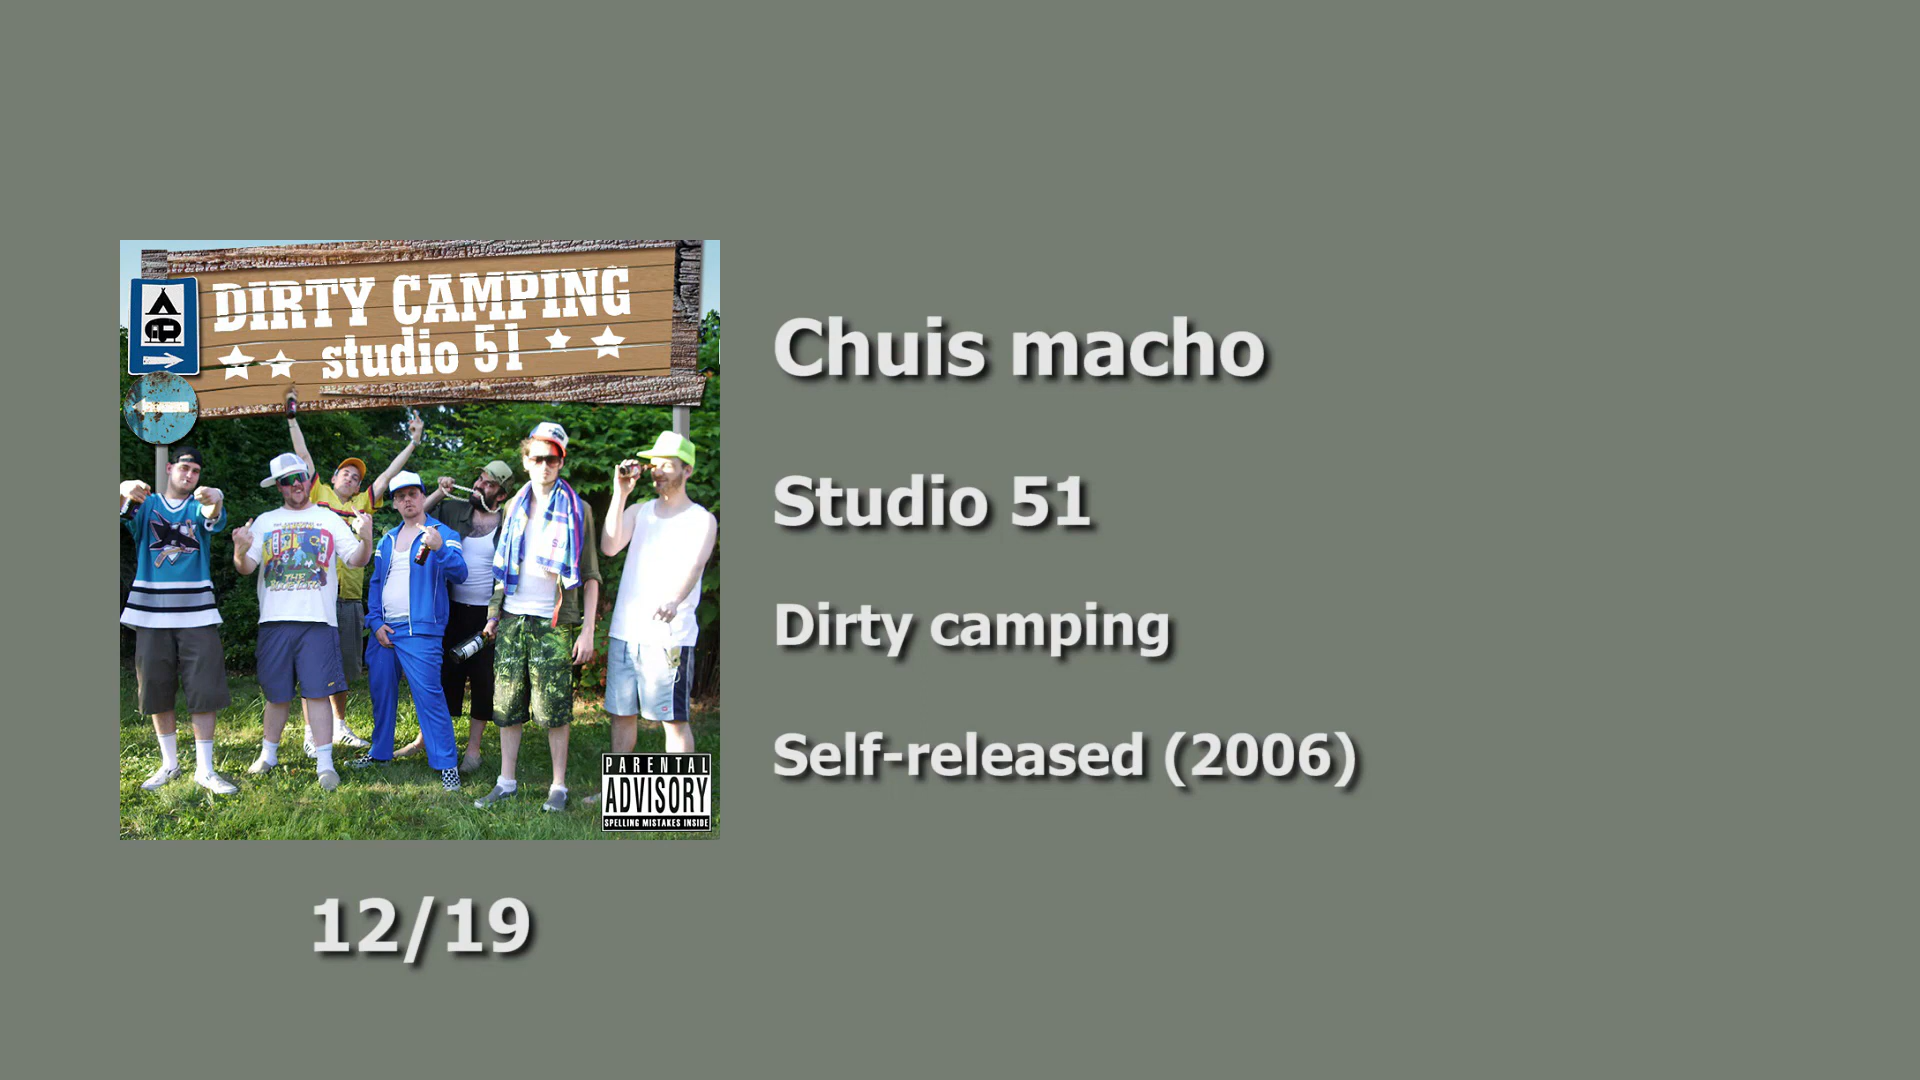 DIRTY CAMPING
studio 51
Chuis macho
Studio 51
Dirty camping
Self-released (2006)
PARENTAL
ADVISORY
SPELLING MISTAKES INSIDE
12/19